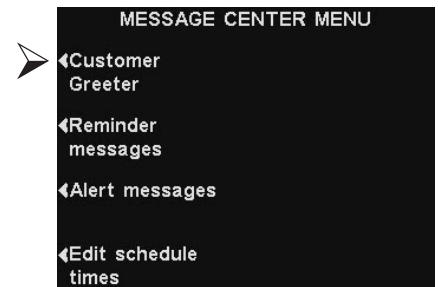 MESSAGE CENTER MENU
Customer
Greeter
Reminder
messages
Alert messages
Edit schedule
times